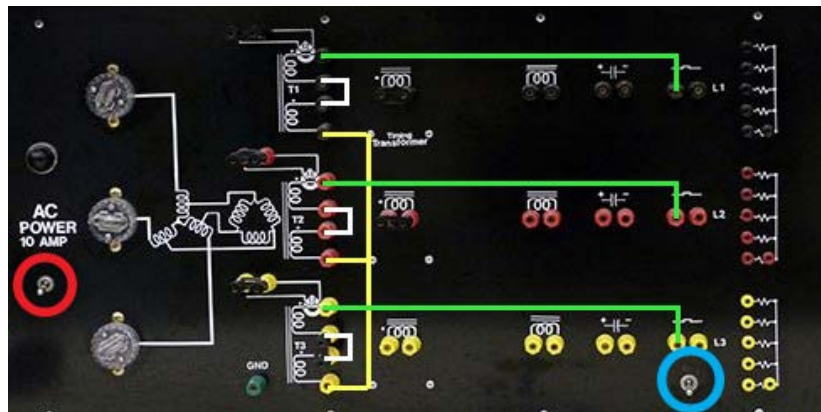 T1
L1
Timing
Transformer
AC
POWER
10 AMP
T2
L2
T3
L3
GND